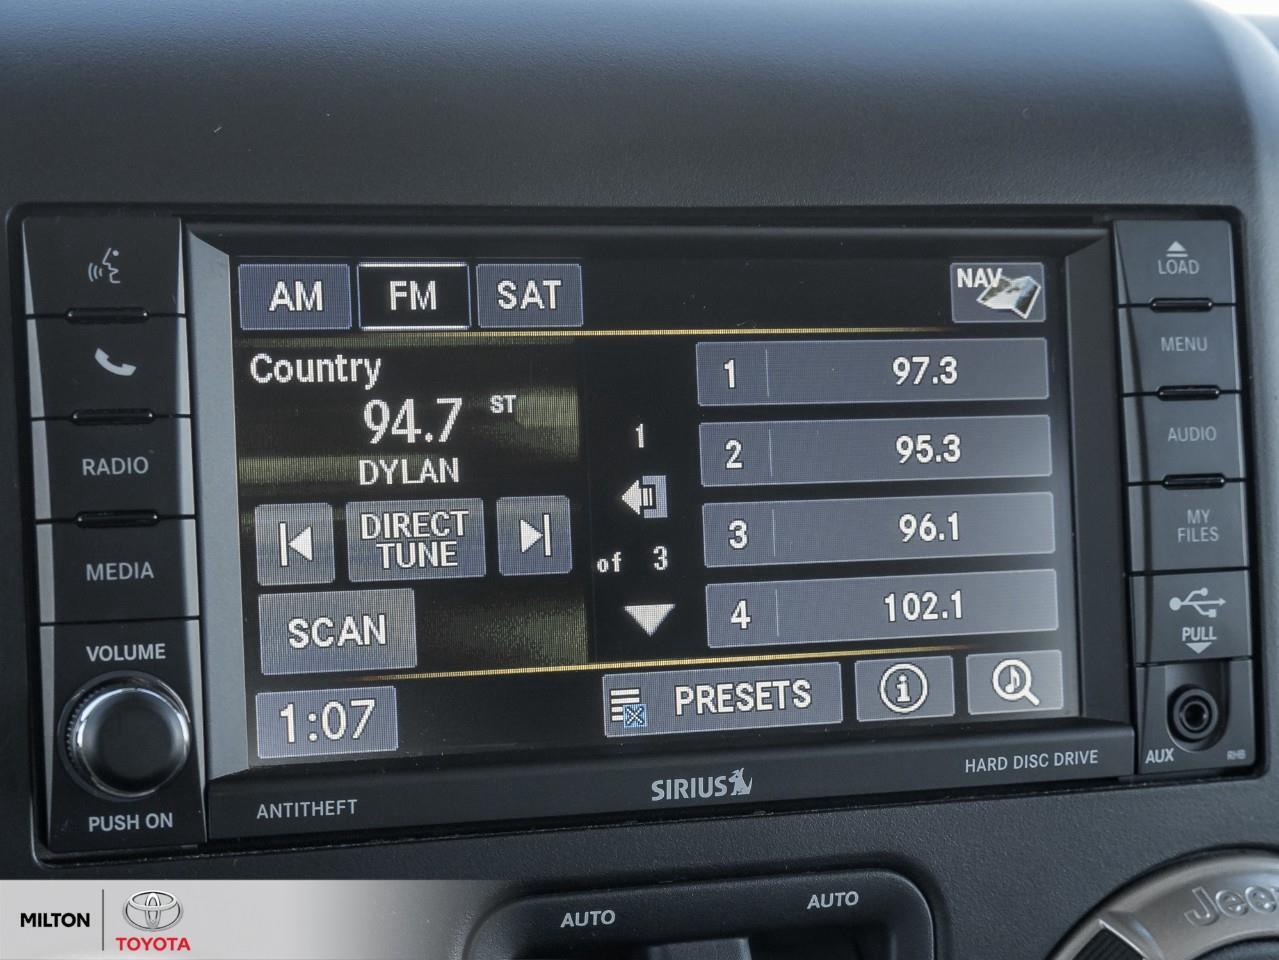 AM FM SAT NAV LOAD
MENU
Country
94.7 ST
DYLAN
1 97.3
1
2 95.3
AUDIO
RADIO
DIRECT
TUNE
3 96.1
MY
FILES
of 3
MEDIA
4 102.1
SCAN
PULL
VOLUME
1:07 PRESETS i
AUX RHB
HARD DISC DRIVE
SIRIUS
ANTITHEFT
PUSH ON
AUTO AUTO
Jeep
MILTON TOYOTA